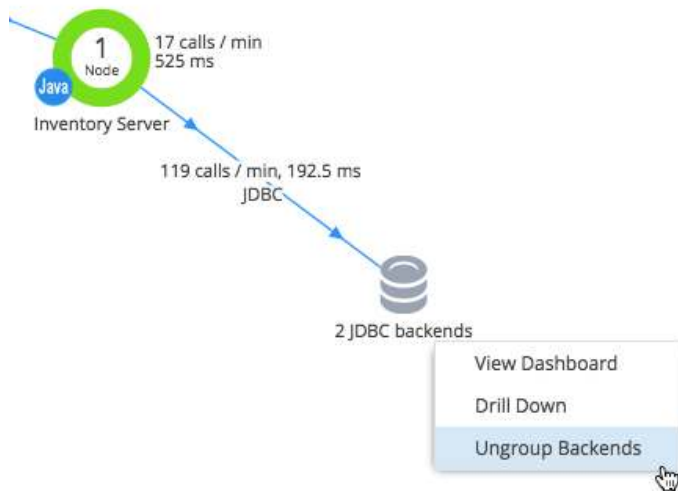 1
Node
17 calls / min
525 ms
Java
Inventory Server
119 calls / min, 192.5 ms
JDBC
2 JDBC backends
View Dashboard
Drill Down
Ungroup Backends